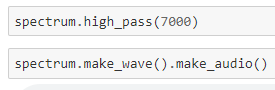 spectrum.high_pass(7000)
spectrum.make_wave().make_audio()